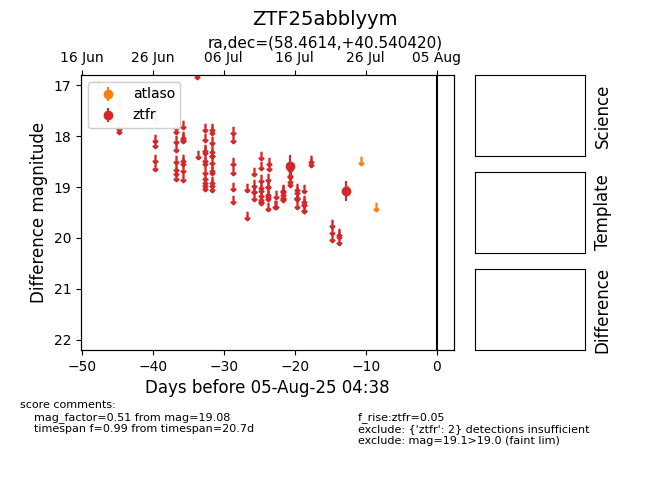 ZTF25abblyym
ra,dec=(58.4614,+40.540420)
16 Jun 26 Jun 06 Jul 16 Jul 26 Jul 05 Aug
17
18
19
20
21
22
Difference magnitude
atlaso
ztfr
−50 −40 −30 −20 −10 0
Days before 05-Aug-25 04:38
Science
Template
Difference
score comments:
mag_factor=0.51 from mag=19.08
timespan f=0.99 from timespan=20.7d
f_rise:ztfr=0.05
exclude: {'ztfr': 2} detections insufficient
exclude: mag=19.1>19.0 (faint lim)